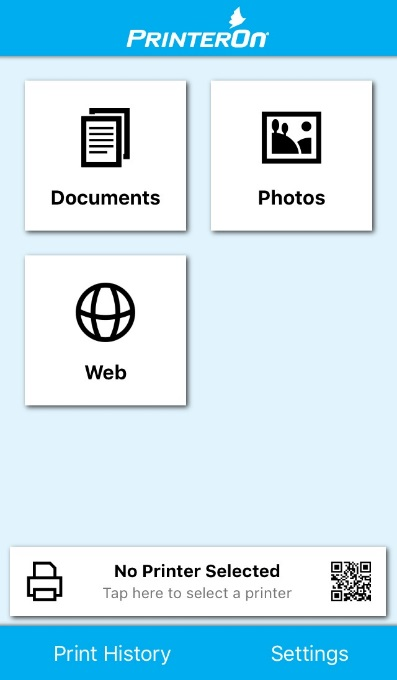 PRINTERON
Documents
Photos
Web
No Printer Selected
Tap here to select a printer
Print History
Settings